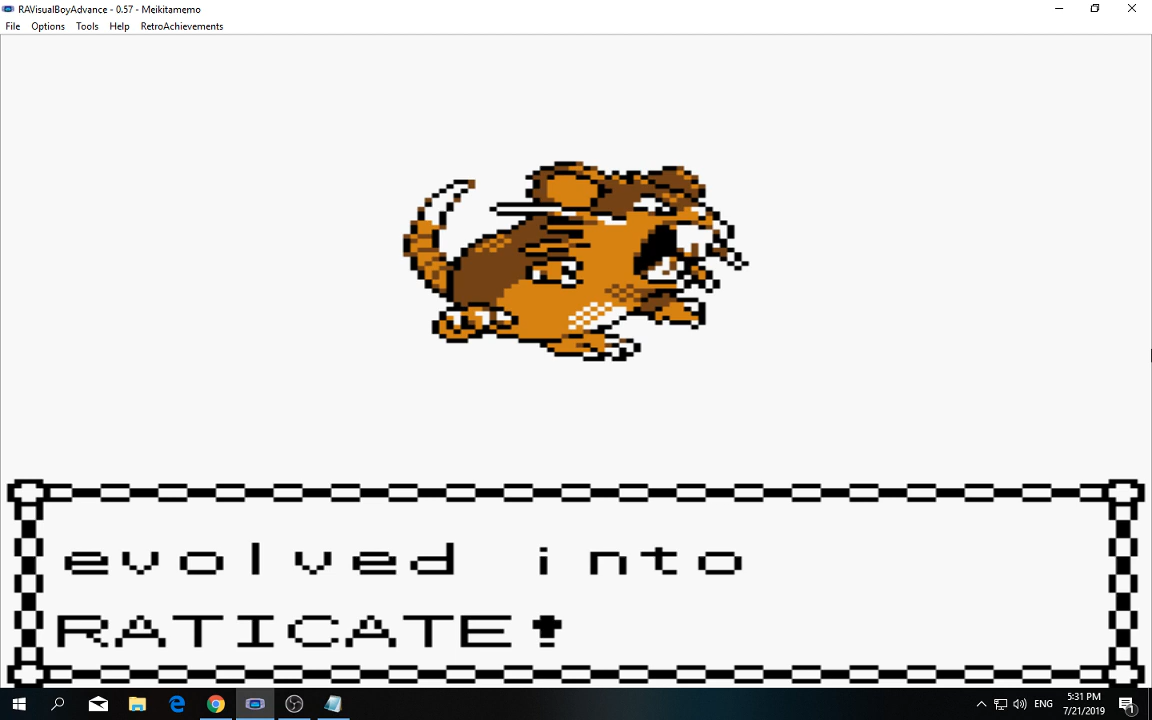 RAVisualBoyAdvance - 0.57 - Meikitamemo
File Options Tools Help RetroAchievements
evolved into
RATICATE!
ENG
5:31 PM
7/21/2019
1